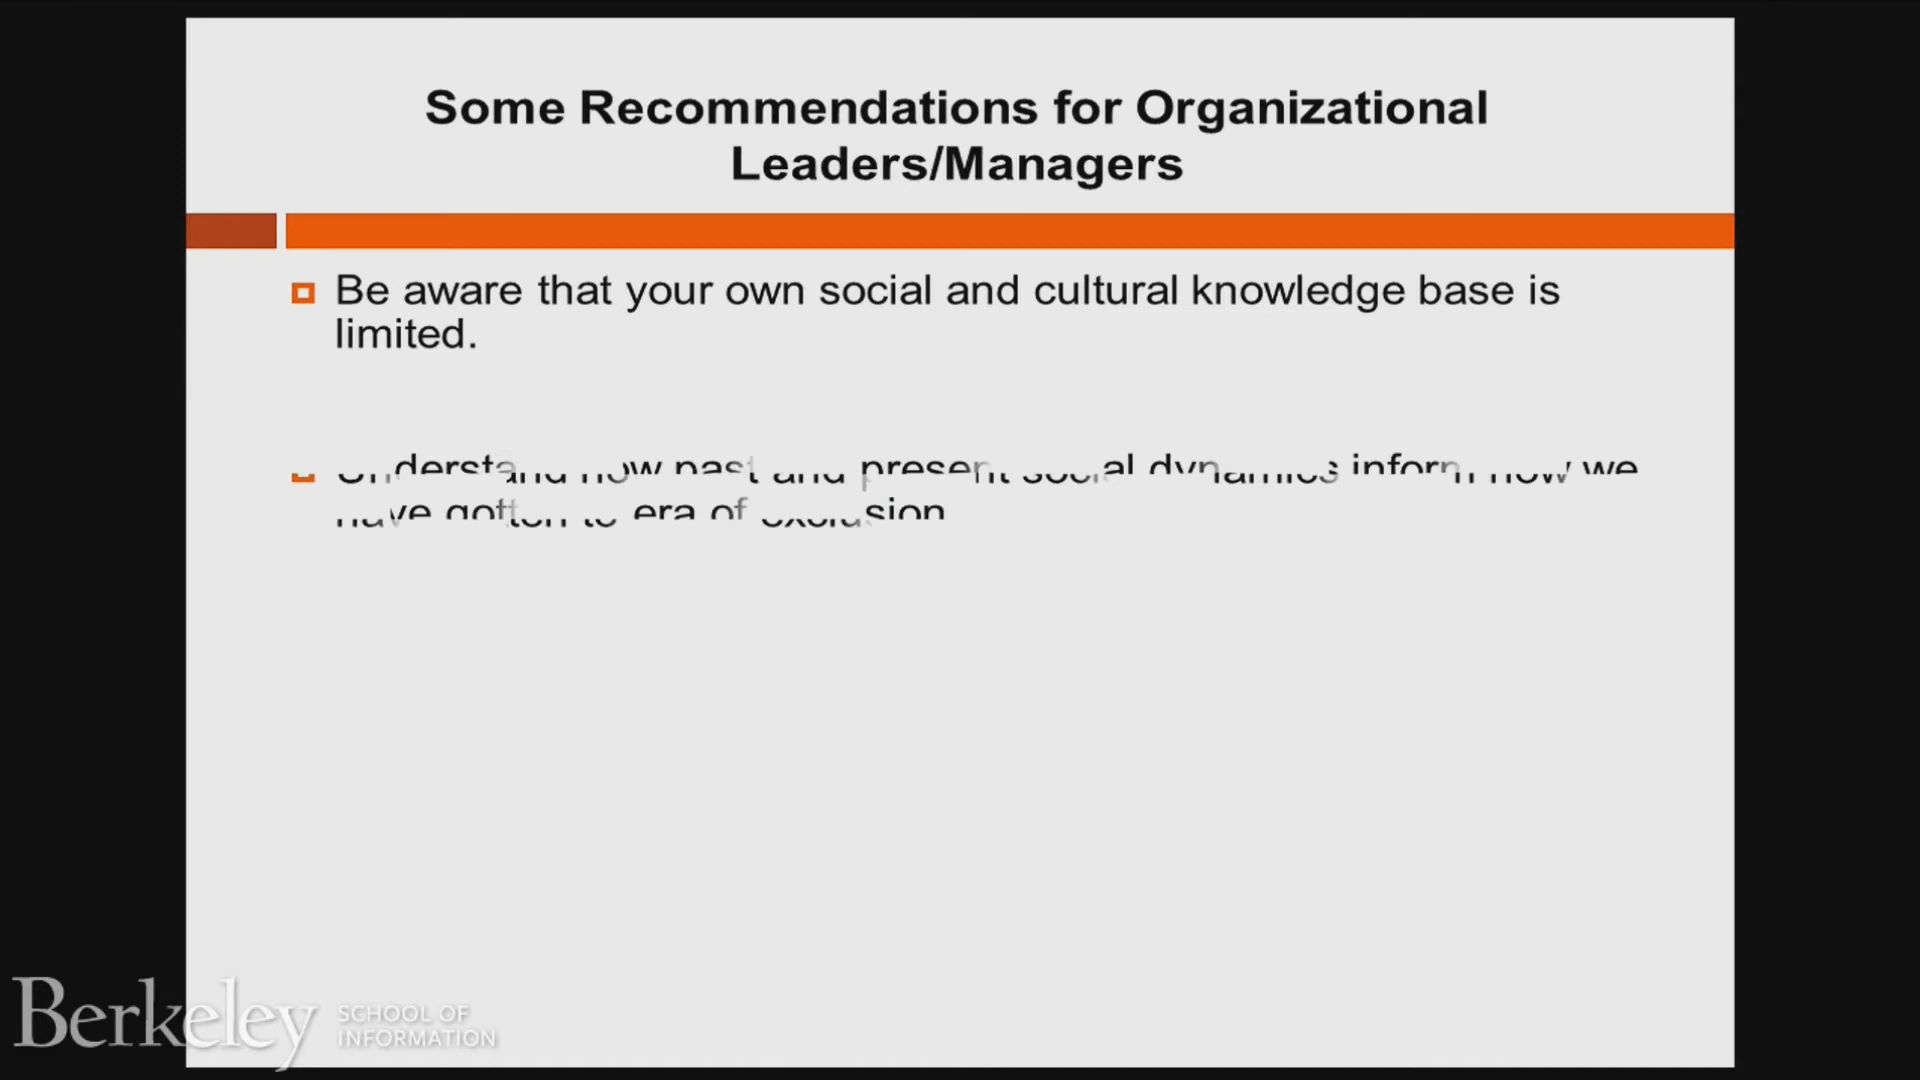 Some Recommendations for Organizational
Leaders/Managers
Be aware that your own social and cultural knowledge base is
limited.
Understand how past and present social dynamics inform how we
have gotten to era of exclusion
Berkeley
SCHOOL OF
INFORMATION